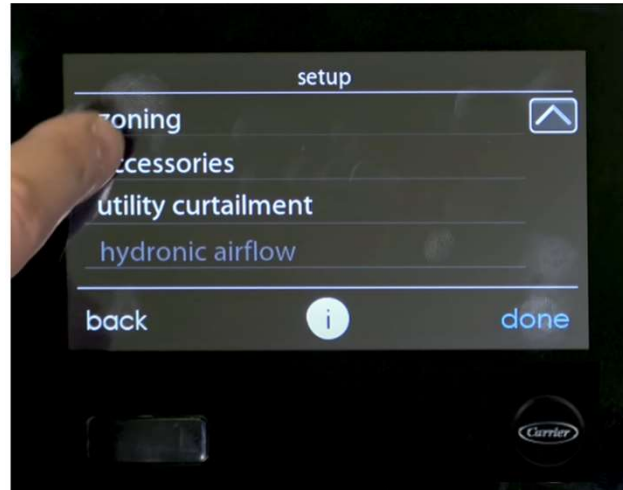 setup
zoning
ccessories
utility curtailment
hydronic airflow
back i done
Carrier